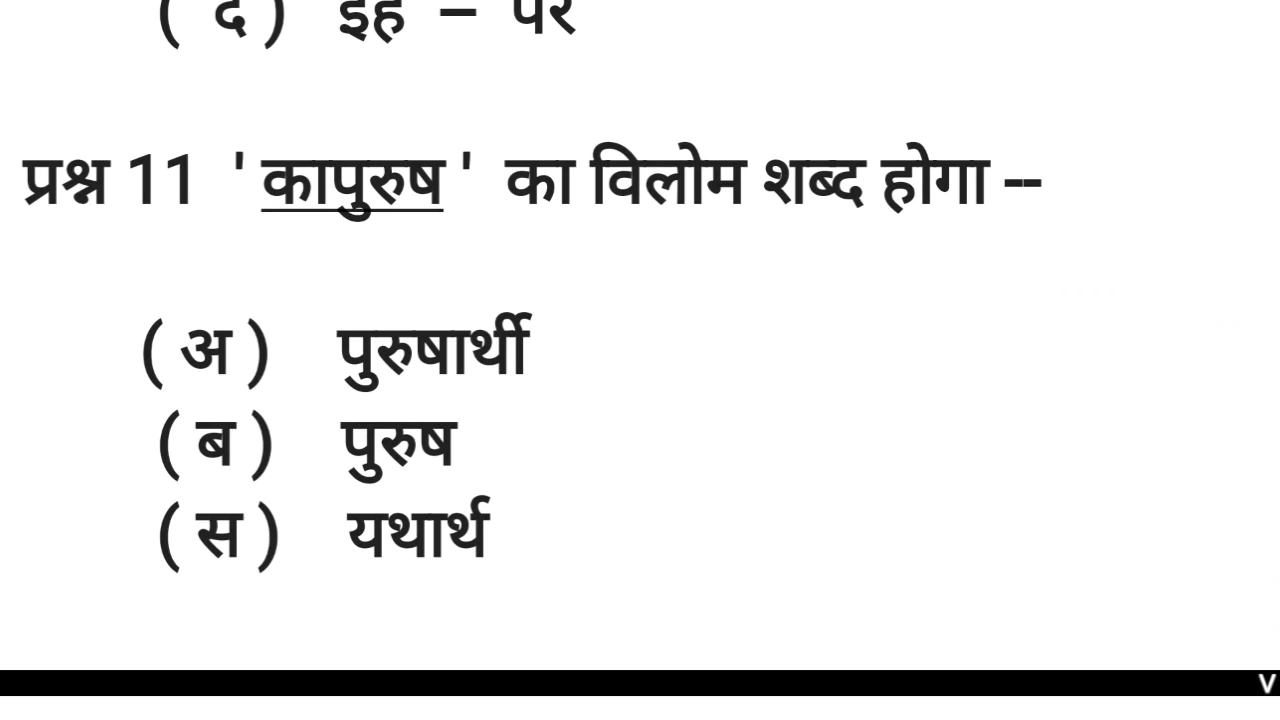 ( द ) इह – पर
प्रश्न 11 ' कापुरुष ' का विलोम शब्द होगा --
( अ ) पुरुषार्थी
( ब ) पुरुष
( स ) यथार्थ
V